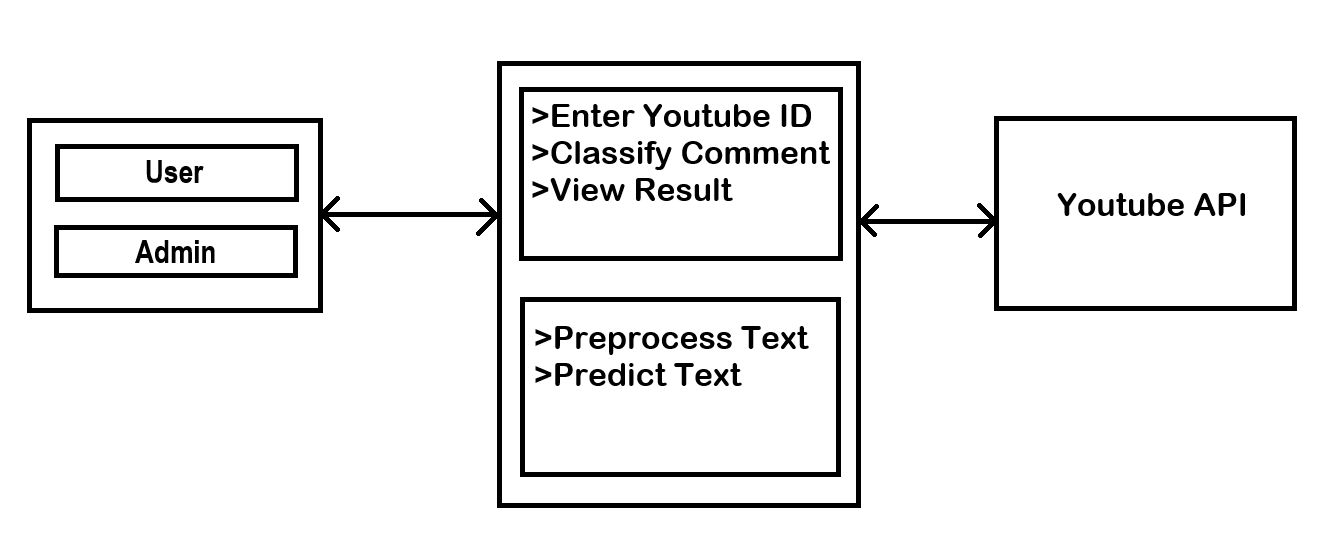 User
Admin
>Enter Youtube ID
>Classify Comment
>View Result
>Preprocess Text
>Predict Text
Youtube API